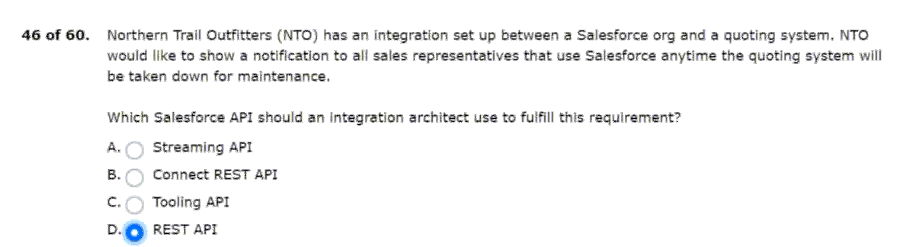 46 of 60. Northern Trail Outfitters (NTO) has an integration set up between a Salesforce org and a quoting system. NTO
would like to show a notification to all sales representatives that use Salesforce anytime the quoting system will
be taken down for maintenance.
Which Salesforce API should an integration architect use to fulfill this requirement?
A. Streaming API
B. Connect REST API
C. Tooling API
D. REST API